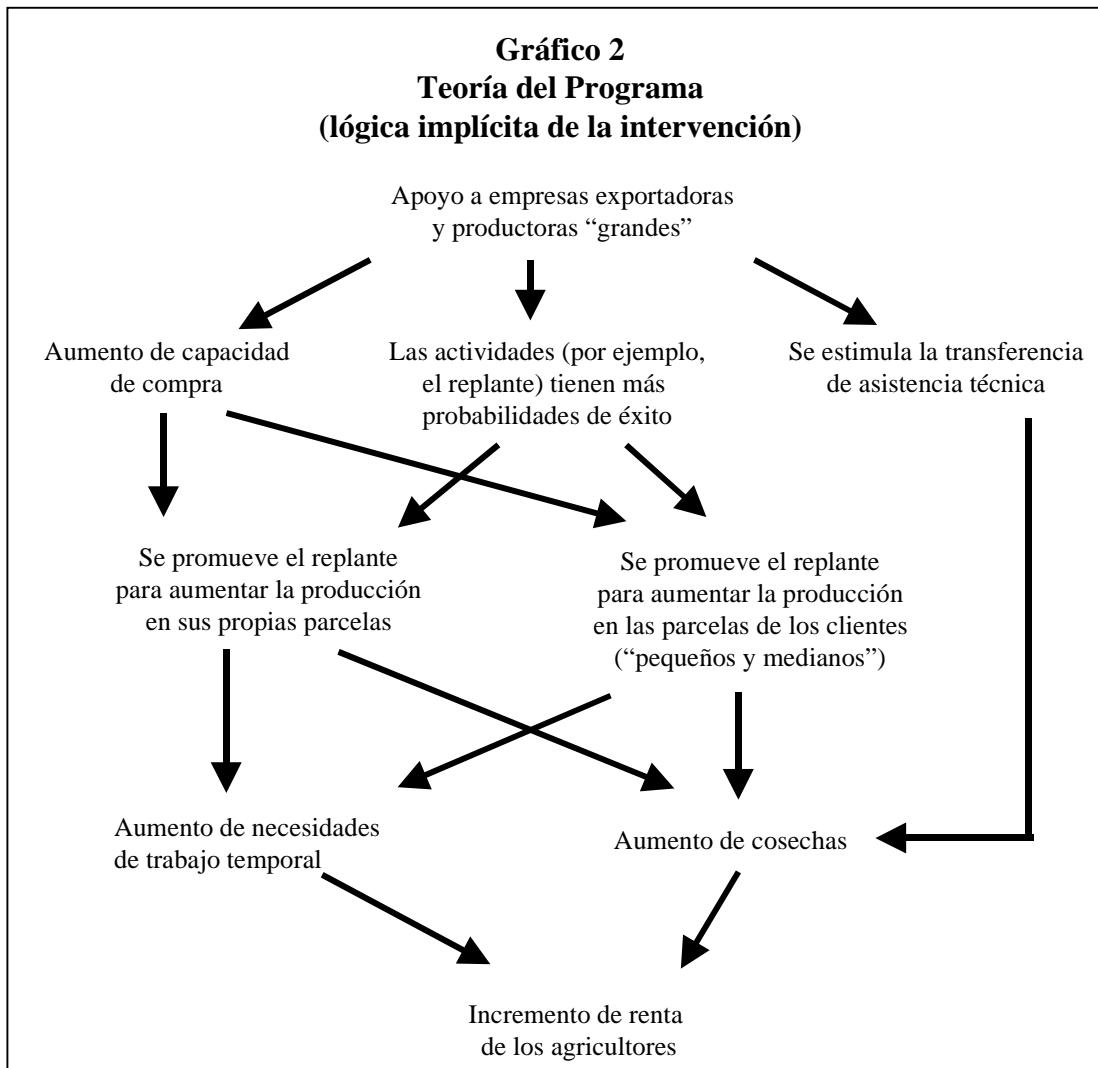 Gráfico 2
Teoría del Programa
(lógica implícita de la intervención)
Apoyo a empresas exportadoras
y productoras “grandes”
Aumento de capacidad
de compra
Las actividades (por ejemplo,
el replante) tienen más
probabilidades de éxito
Se estimula la transferencia
de asistencia técnica
Se promueve el replante
para aumentar la producción
en sus propias parcelas
Se promueve el replante
para aumentar la producción
en las parcelas de los clientes
(“pequeños y medianos”)
Aumento de necesidades
de trabajo temporal
Aumento de cosechas
Incremento de renta
de los agricultores